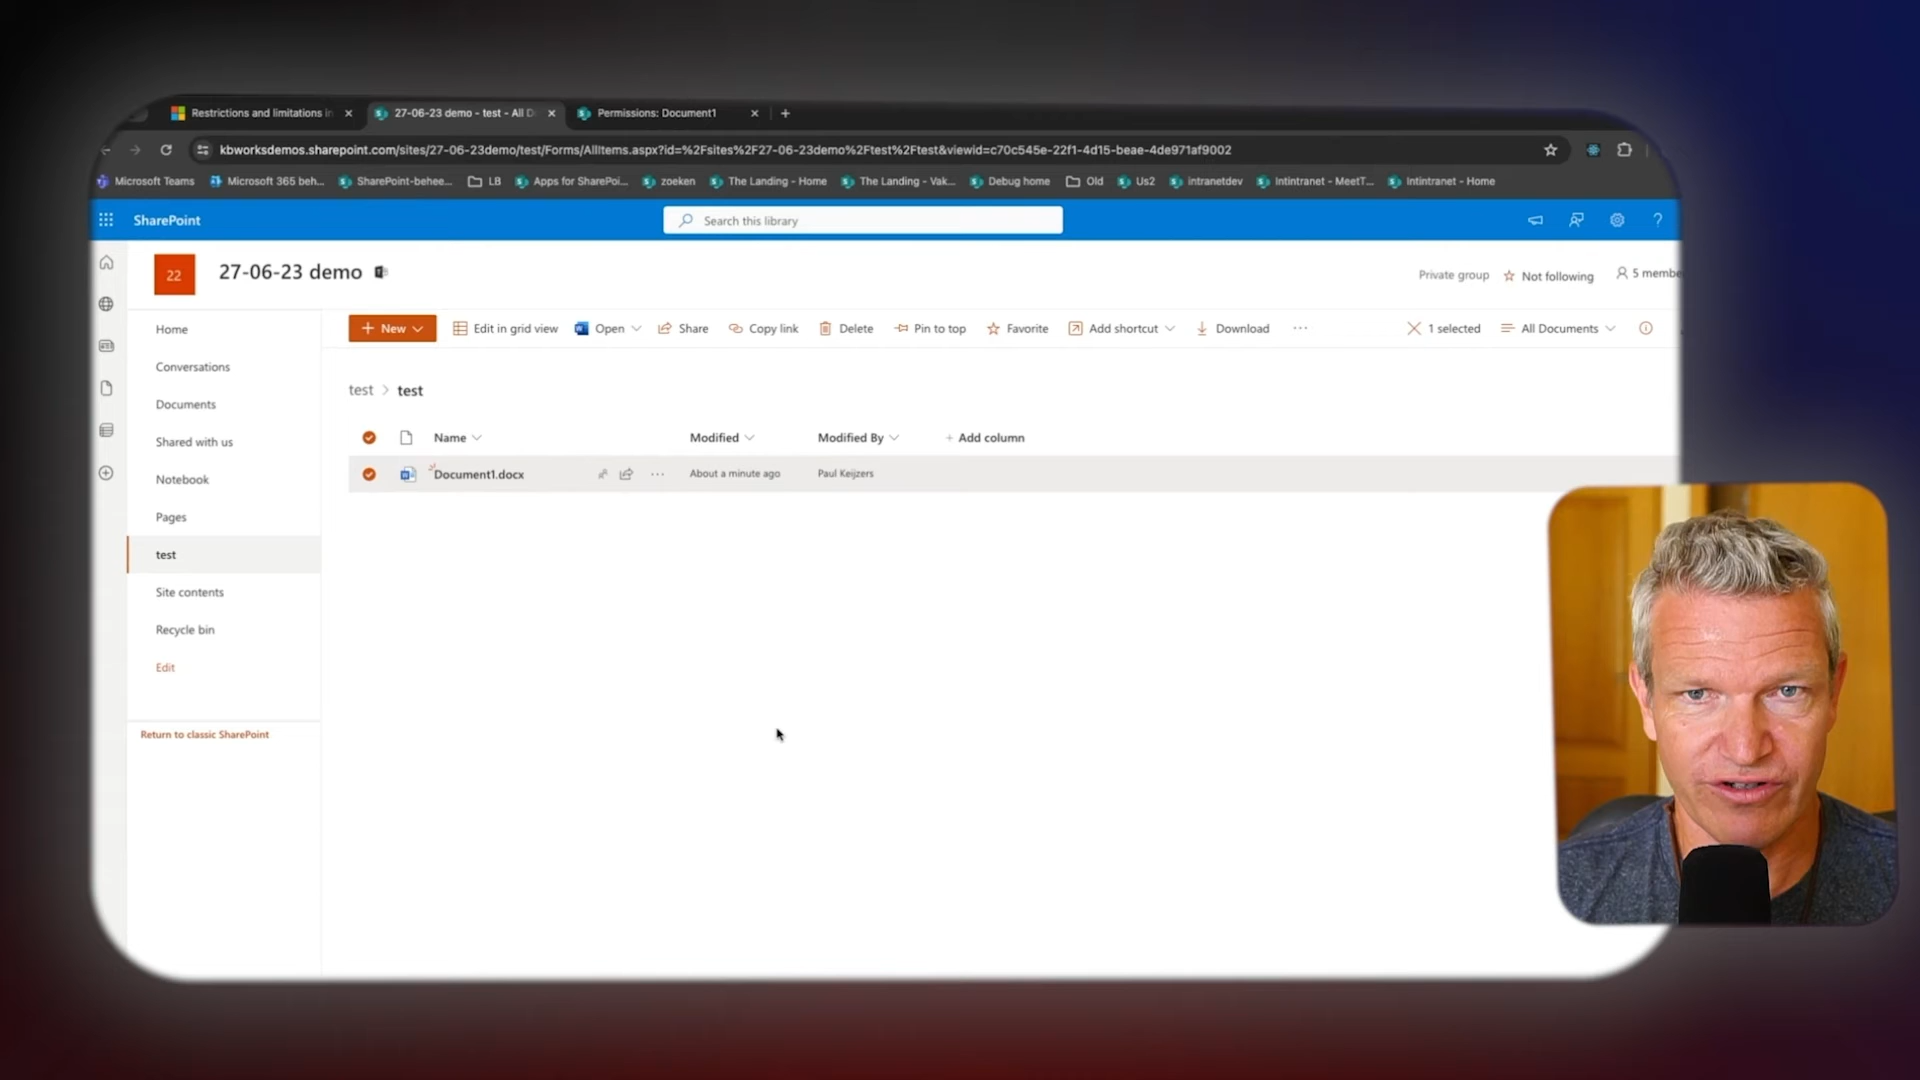 Restrictions and limitations in
27-06-23 demo - test - All D
Permissions: Document1
kbworksdemos.sharepoint.com/sites/27-06-23demo/test/Forms/AllItems.aspx?id=%2Fsites%2F27-06-23demo%2Ftest%2Ftest&viewid=c70c545e-22f1-4d15-beae-4de971af9002
Microsoft Teams
Microsoft 365 beh...
SharePoint-behee...
LB
Apps for SharePoi...
zoeken
The Landing - Home
The Landing - Vak...
Debug home
Old
Us2
intranetdev
Intintranet - MeetT...
Intintranet - Home
SharePoint
Search this library
?
22
27-06-23 demo
Private group
Not following
5 membe
Home
Conversations
Documents
Shared with us
Notebook
Pages
test
Site contents
Recycle bin
Edit
Return to classic SharePoint
+ New
Edit in grid view
Open
Share
Copy link
Delete
Pin to top
Favorite
Add shortcut
Download
...
1 selected
All Documents
test > test
Name
Modified
Modified By
+ Add column
Document1.docx
...
About a minute ago
Paul Keijzers